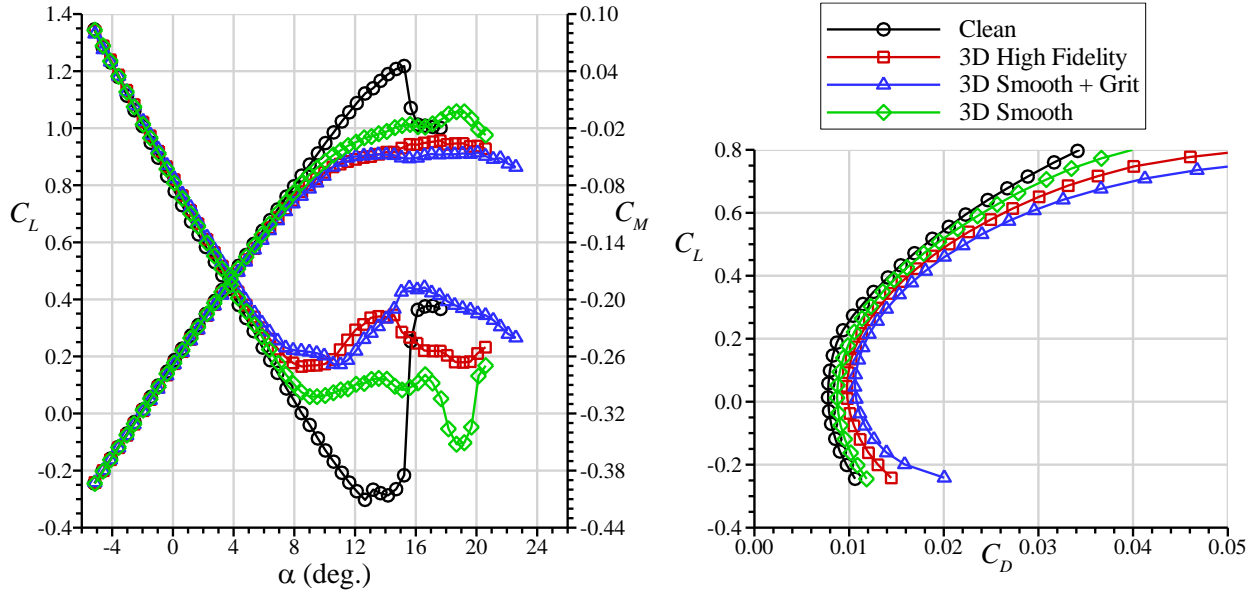 1.4
1.2
1.0
0.8
0.6
0.4
0.2
0.0
-0.2
-0.4
C_L
-4 0 4 8 12 16 20 24
α (deg.)
0.10
0.04
-0.02
-0.08
-0.14
-0.20
-0.26
-0.32
-0.38
-0.44
C_M
Clean
3D High Fidelity
3D Smooth + Grit
3D Smooth
0.8
0.6
0.4
0.2
0.0
-0.2
-0.4
C_L
0.00 0.01 0.02 0.03 0.04 0.05
C_D